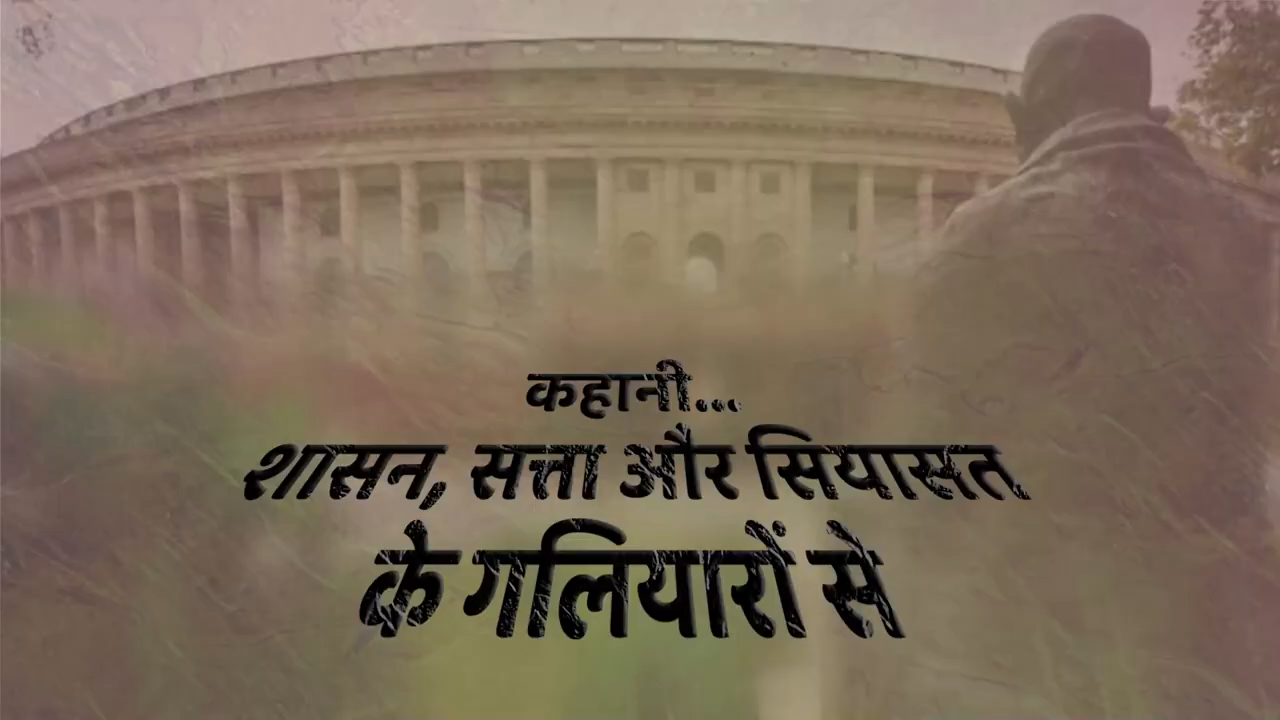 कहानी...
शासन, सत्ता और सियासत
के गलियारों से